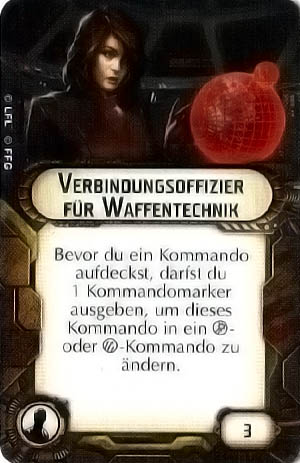 © LFL © FFG
VERBINDUNGSOFFIZIER
FÜR WAFFENTECHNIK
Bevor du ein Kommando
aufdeckst, darfst du
1 Kommandomarker
ausgeben, um dieses
Kommando in ein -
oder -Kommando zu
ändern.
3